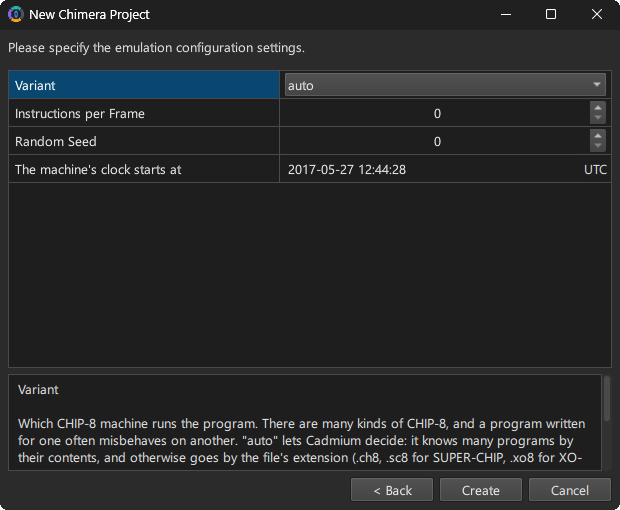 New Chimera Project
Please specify the emulation configuration settings.
Variant
auto
Instructions per Frame
0
Random Seed
0
The machine's clock starts at
2017-05-27 12:44:28
UTC
Variant
Which CHIP-8 machine runs the program. There are many kinds of CHIP-8, and a program written
for one often misbehaves on another. "auto" lets Cadmium decide: it knows many programs by
their contents, and otherwise goes by the file's extension (.ch8, .sc8 for SUPER-CHIP, .xo8 for XO-
< Back
Create
Cancel